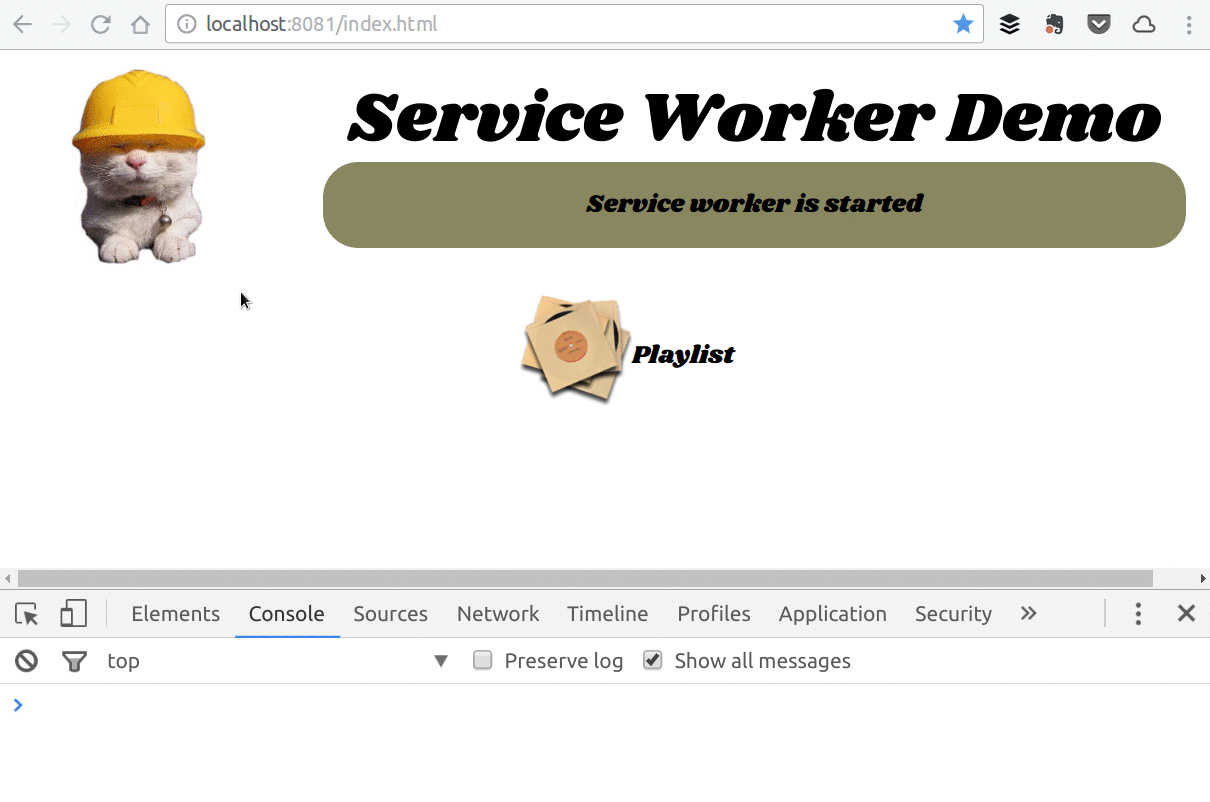 localhost:8081/index.html
Service Worker Demo
Service worker is started
Playlist
Elements Console Sources Network Timeline Profiles Application Security
top Preserve log Show all messages